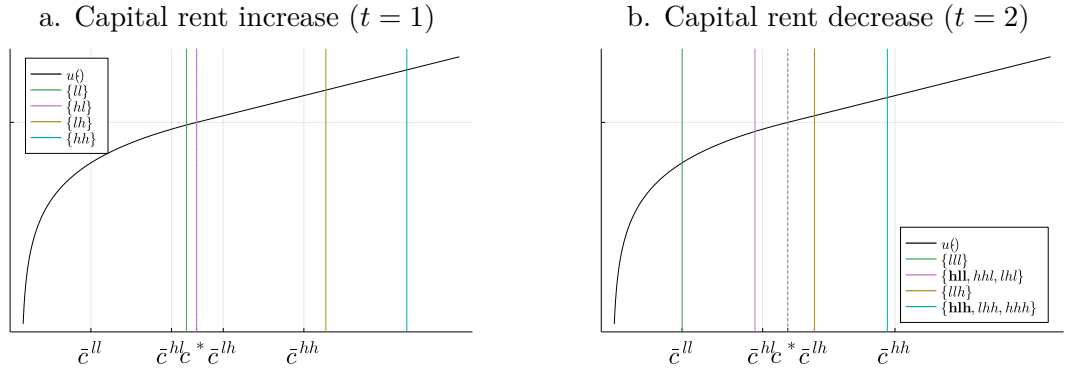 a. Capital rent increase (t = 1)
b. Capital rent decrease (t = 2)
u()
{ll}
{hl}
{lh}
{hh}
u()
{lll}
{hll, hhl, lhl}
{llh}
{hlh, lhh, hhh}
c̄^{ll} c̄^{hl} c^* c̄^{lh} c̄^{hh}
c̄^{ll} c̄^{hl} c^* c̄^{lh} c̄^{hh}